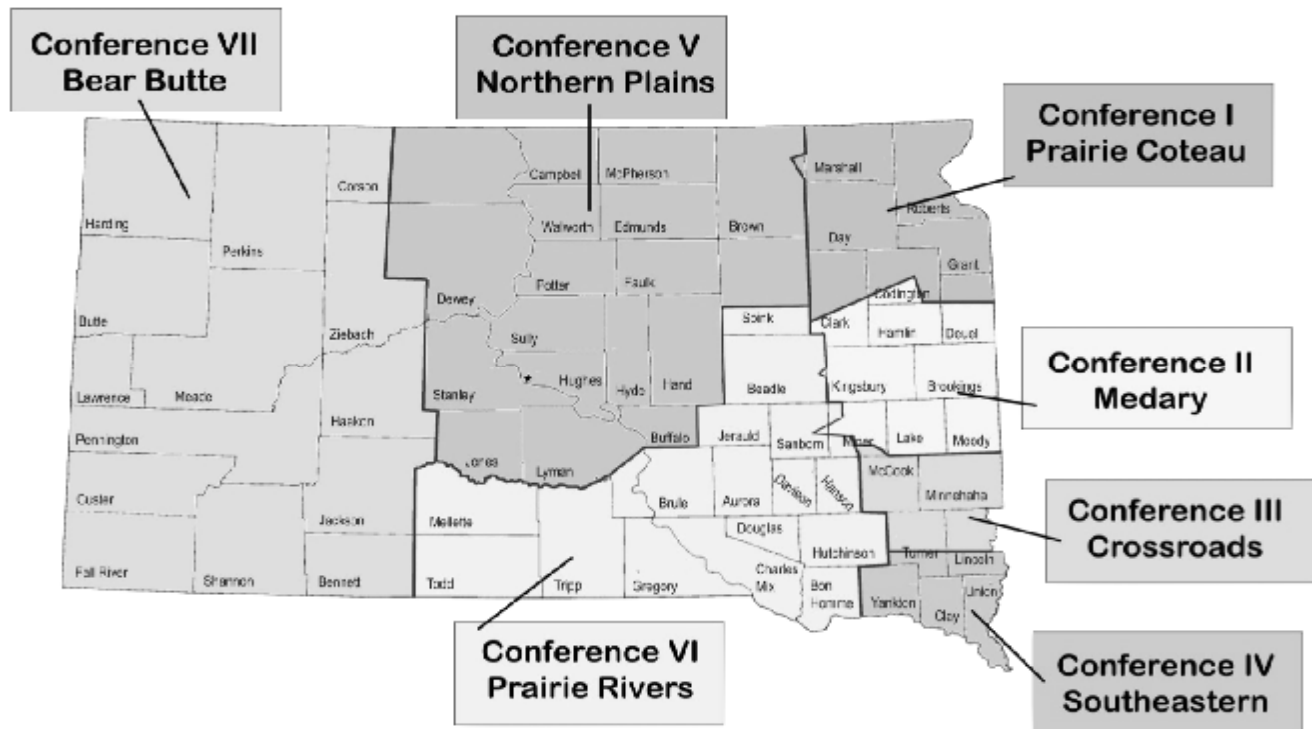 Conference VII
Bear Butte
Conference V
Northern Plains
Conference I
Prairie Coteau
Campbell
McPherson
Marshall
Corson
Roberts
Harding
Walworth
Edmunds
Brown
Day
Perkins
Grant
Potter
Faulk
Codington
Dewey
Butte
Ziebach
Sully
Spink
Clark
Hamlin
Deuel
Conference II
Medary
Lawrence
Meade
Stanley
Hughes
Hyde
Hand
Beadle
Kingsbury
Brookings
Haakon
Pennington
Buffalo
Jerauld
Sanborn
Miner
Lake
Moody
Jones
Lyman
McCook
Custer
Brule
Aurora
Davison
Hanson
Minnehaha
Conference III
Crossroads
Jackson
Mellette
Douglas
Hutchinson
Turner
Lincoln
Fall River
Shannon
Bennett
Todd
Tripp
Gregory
Charles
Mix
Bon
Homme
Yankton
Clay
Union
Conference VI
Prairie Rivers
Conference IV
Southeastern